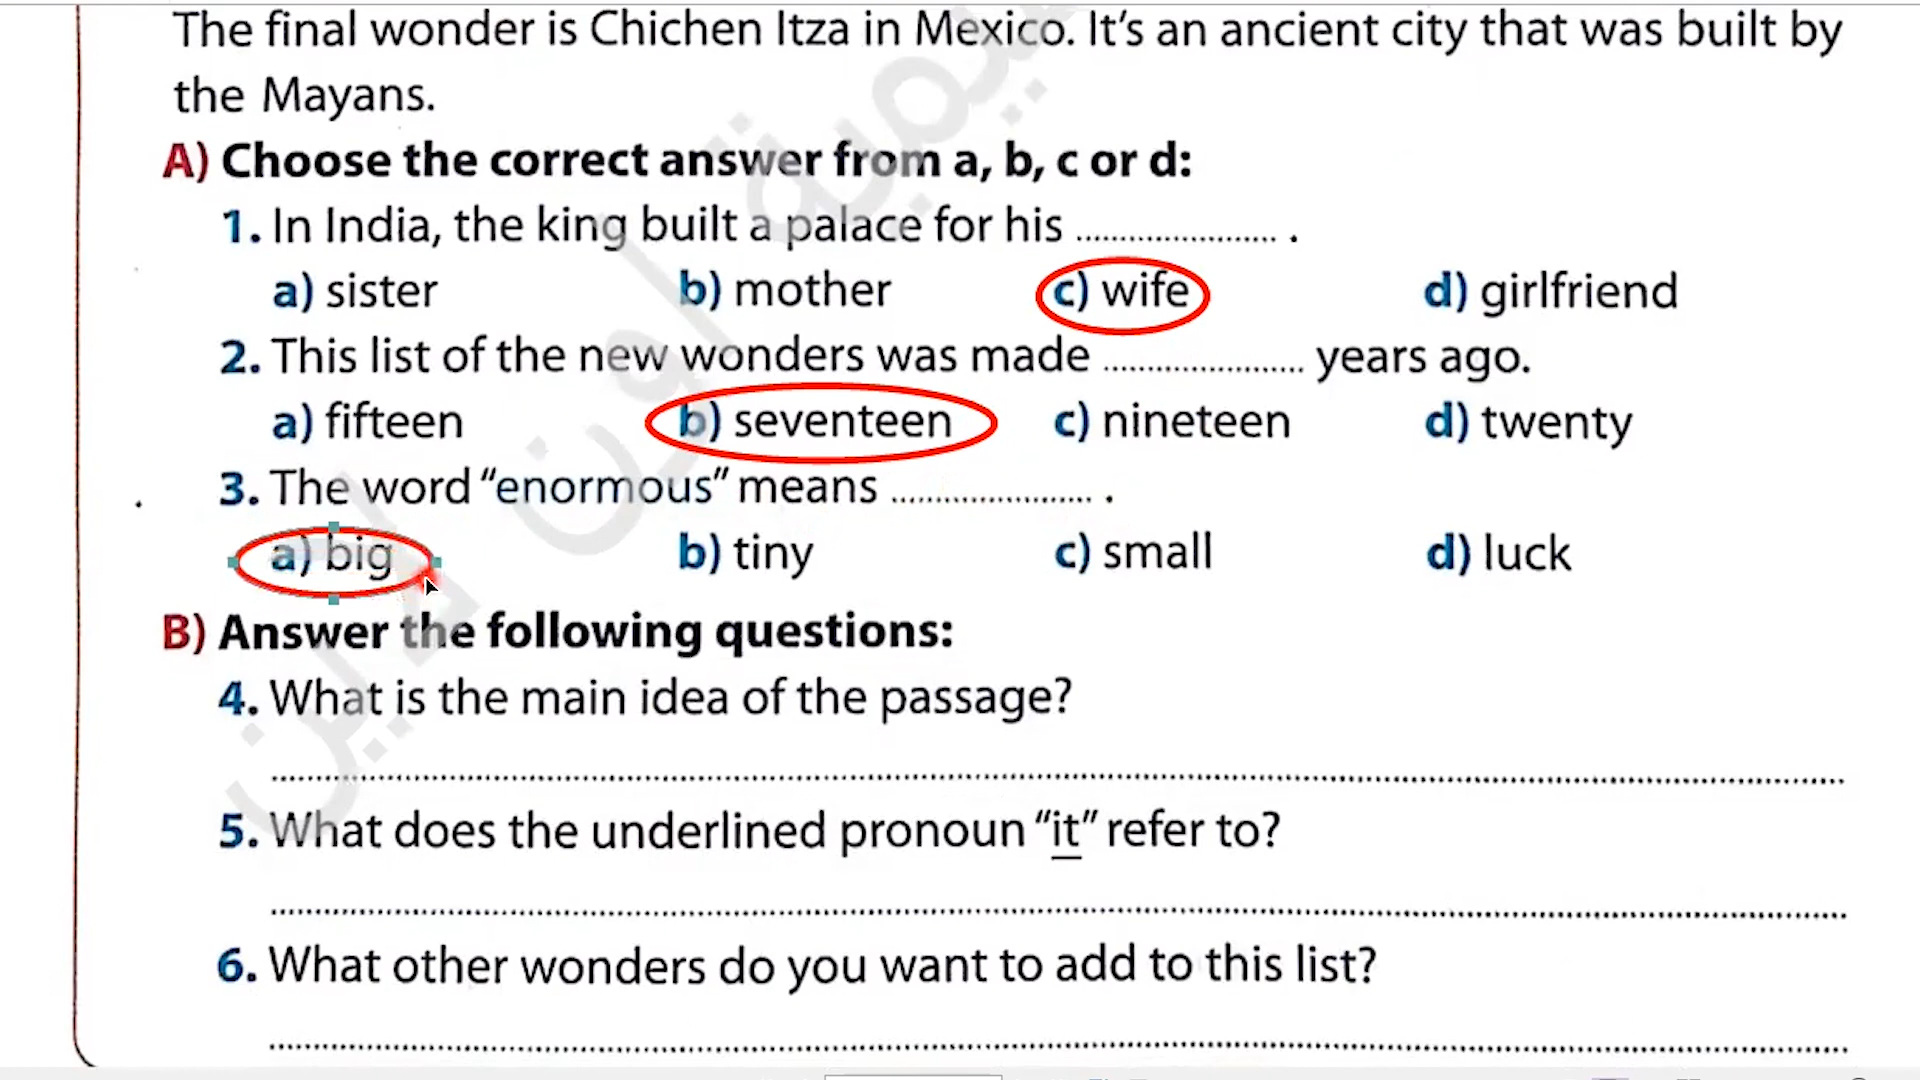 The final wonder is Chichen Itza in Mexico. It's an ancient city that was built by
the Mayans.
A) Choose the correct answer from a, b, c or d:
1. In India, the king built a palace for his ...................... .
a) sister b) mother c) wife d) girlfriend
2. This list of the new wonders was made ...................... years ago.
a) fifteen b) seventeen c) nineteen d) twenty
3. The word "enormous" means ...................... .
a) big b) tiny c) small d) luck
B) Answer the following questions:
4. What is the main idea of the passage?
5. What does the underlined pronoun "it" refer to?
6. What other wonders do you want to add to this list?